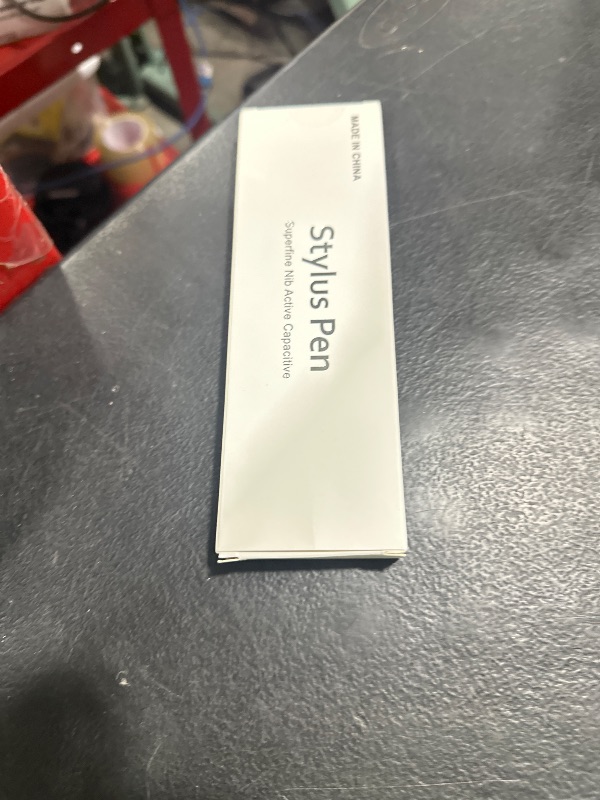 MADE IN CHINA
Stylus Pen
Superfine Nib Active Capacitive